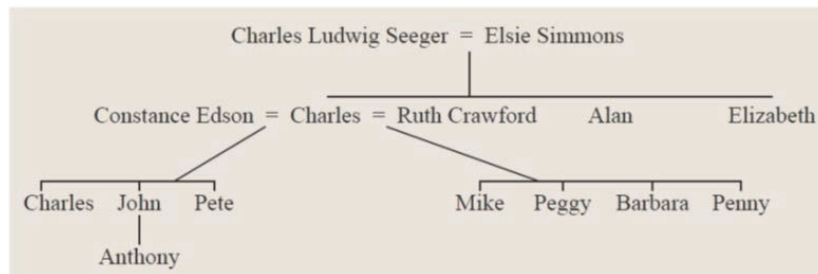 Charles Ludwig Seeger = Elsie Simmons
Constance Edson = Charles = Ruth Crawford Alan Elizabeth
Charles John Pete Mike Peggy Barbara Penny
Anthony